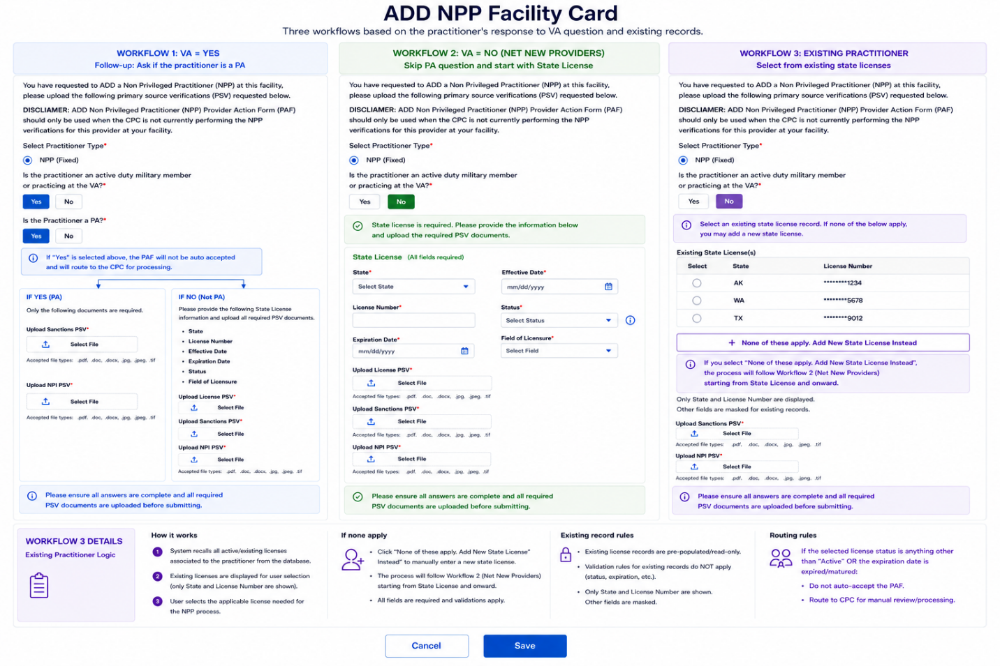 ADD NPP Facility Card
Three workflows based on the practitioner's response to VA question and existing records.
WORKFLOW 1: VA = YES
Follow-up: Ask if the practitioner is a PA
You have requested to ADD a Non Privileged Practitioner (NPP) at this facility,
please upload the following primary source verifications (PSV) requested below.
DISCLIAMER: ADD Non Privileged Practitioner (NPP) Provider Action Form (PAF)
should only be used when the CPC is not currently performing the NPP
verifications for this provider at your facility.
Select Practitioner Type*
NPP (Fixed)
Is the practitioner an active duty military member
or practicing at the VA?*
Yes No
Is the Practitioner a PA?*
Yes No
If "Yes" is selected above, the PAF will not be auto accepted
and will route to the CPC for processing.
IF YES (PA)
Only the following documents are required.
Upload Sanctions PSV*
Select File
Accepted file types: .pdf. .doc, .docx, .jpg, .jpeg. .tif
Upload NPI PSV*
Select File
Accepted file types: .pdf. .doc, .docx, .jpg, .jpeg. .tif
IF NO (Not PA)
Please provide the following State License
information and upload all required PSV documents.
• State
• License Number
• Effective Date
• Expiration Date
• Status
• Field of Licensure
Upload License PSV*
Select File
Upload Sanctions PSV*
Select File
Upload NPI PSV*
Select File
Accepted file types: .pdf. .doc, .docx, .jpg, .jpeg. .tif
Please ensure all answers are complete and all required
PSV documents are uploaded before submitting.
WORKFLOW 2: VA = NO (NET NEW PROVIDERS)
Skip PA question and start with State License
You have requested to ADD a Non Privileged Practitioner (NPP) at this facility,
please upload the following primary source verifications (PSV) requested below.
DISCLIAMER: ADD Non Privileged Practitioner (NPP) Provider Action Form (PAF)
should only be used when the CPC is not currently performing the NPP
verifications for this provider at your facility.
Select Practitioner Type*
NPP (Fixed)
Is the practitioner an active duty military member
or practicing at the VA?*
Yes No
State license is required. Please provide the information below
and upload the required PSV documents.
State License (All fields required)
State* Effective Date*
Select State mm/dd/yyyy
License Number* Status*
Select Status
Expiration Date* Field of Licensure*
mm/dd/yyyy Select Field
Upload License PSV*
Select File
Accepted file types: .pdf. .doc, .docx, .jpg, .jpeg. .tif
Upload Sanctions PSV*
Select File
Accepted file types: .pdf. .doc, .docx, .jpg, .jpeg. .tif
Upload NPI PSV*
Select File
Accepted file types: .pdf. .doc, .docx, .jpg, .jpeg. .tif
Please ensure all answers are complete and all required
PSV documents are uploaded before submitting.
WORKFLOW 3: EXISTING PRACTITIONER
Select from existing state licenses
You have requested to ADD a Non Privileged Practitioner (NPP) at this facility,
please upload the following primary source verifications (PSV) requested below.
DISCLIAMER: ADD Non Privileged Practitioner (NPP) Provider Action Form (PAF)
should only be used when the CPC is not currently performing the NPP
verifications for this provider at your facility.
Select Practitioner Type*
NPP (Fixed)
Is the practitioner an active duty military member
or practicing at the VA?*
Yes No
Select an existing state license record. If none of the below apply,
you may add a new state license.
Existing State License(s)
Select State License Number
AK ********1234
WA ********5678
TX ********9012
+ None of these apply. Add New State License Instead
If you select "None of these apply. Add New State License Instead",
the process will follow Workflow 2 (Net New Providers)
starting from State License and onward.
Only State and License Number are displayed.
Other fields are masked for existing records.
Upload Sanctions PSV*
Select File
Accepted file types: .pdf. .doc, .docx, .jpg, .jpeg. .tif
Upload NPI PSV*
Select File
Accepted file types: .pdf. .doc, .docx, .jpg, .jpeg. .tif
Please ensure all answers are complete and all required
PSV documents are uploaded before submitting.
WORKFLOW 3 DETAILS
Existing Practitioner Logic
How it works
1 System recalls all active/existing licenses
associated to the practitioner from the database.
2 Existing licenses are displayed for user selection
(only State and License Number are shown).
3 User selects the applicable license needed for
the NPP process.
If none apply
• Click "None of these apply. Add New State License"
Instead" to manually enter a new state license.
• The process will follow Workflow 2 (Net New Providers)
starting from State License and onward.
• All fields are required and validations apply.
Existing record rules
• Existing license records are pre-populated/read-only.
• Validation rules for existing records do NOT apply
(status, expiration, etc.).
• Only State and License Number are shown.
Other fields are masked.
Routing rules
If the selected license status is anything other
than "Active" OR the expiration date is
expired/matured:
• Do not auto-accept the PAF.
• Route to CPC for manual review/processing.
Cancel Save